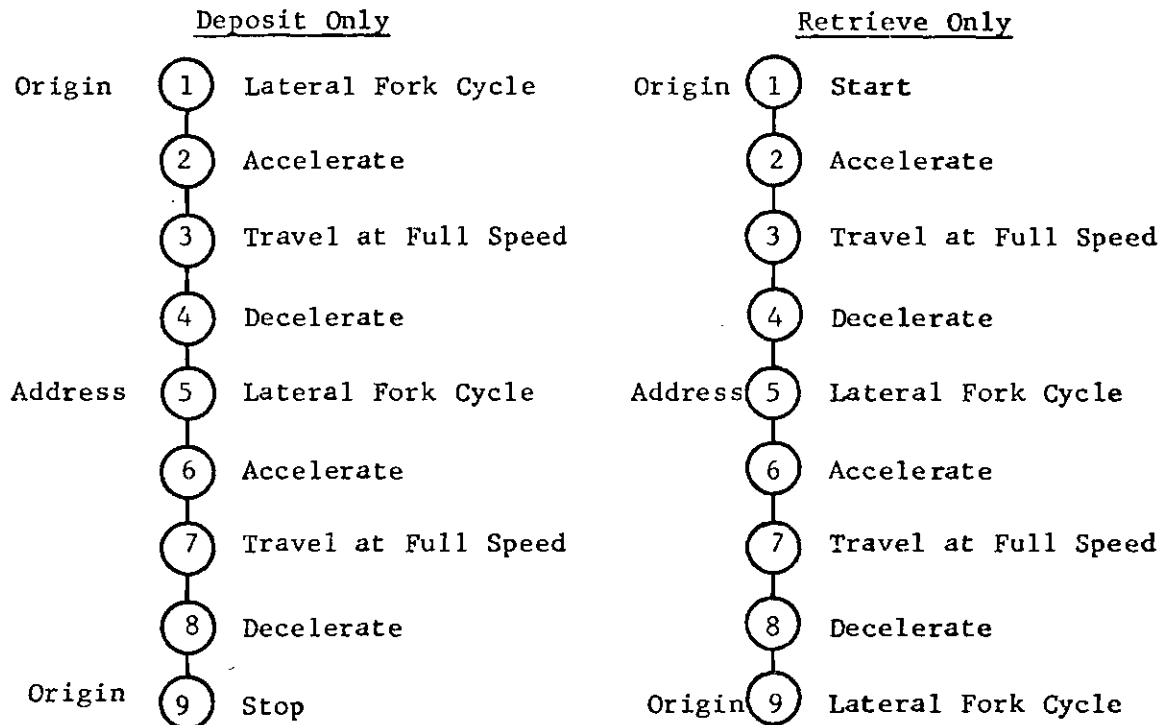 Deposit Only
Origin 1 Lateral Fork Cycle
2 Accelerate
3 Travel at Full Speed
4 Decelerate
Address 5 Lateral Fork Cycle
6 Accelerate
7 Travel at Full Speed
8 Decelerate
Origin 9 Stop
Retrieve Only
Origin 1 Start
2 Accelerate
3 Travel at Full Speed
4 Decelerate
Address 5 Lateral Fork Cycle
6 Accelerate
7 Travel at Full Speed
8 Decelerate
Origin 9 Lateral Fork Cycle